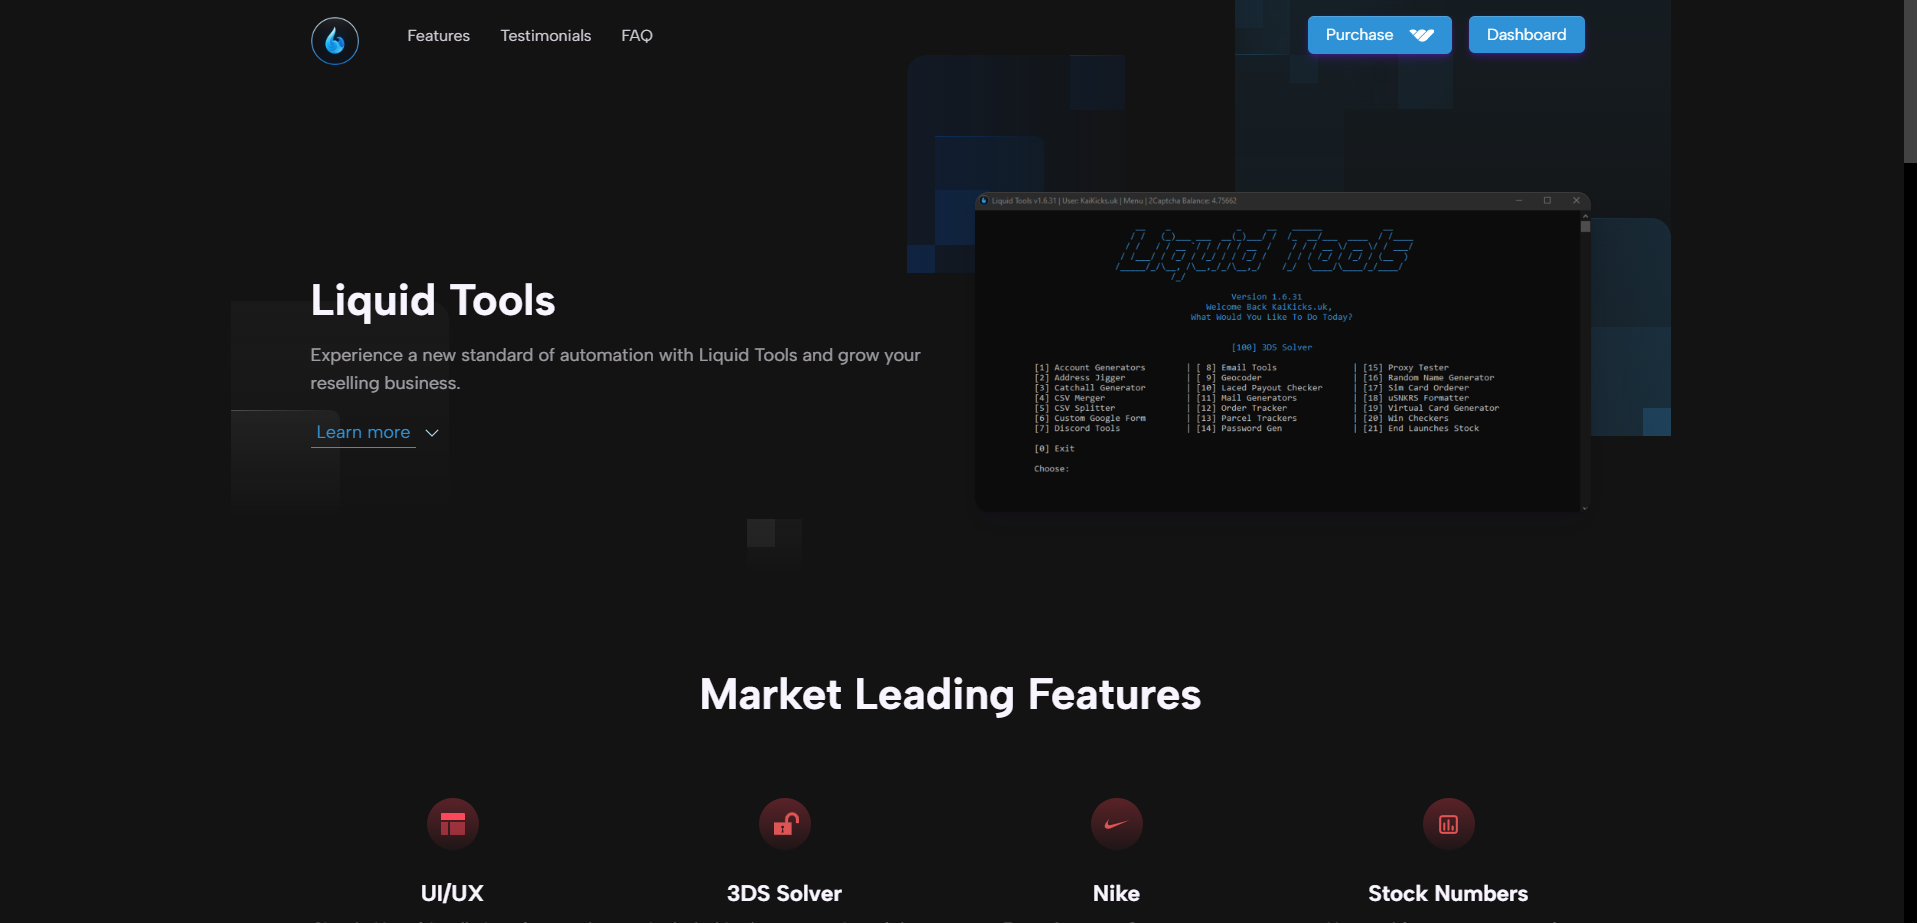 Features Testimonials FAQ Purchase Dashboard
Liquid Tools v1.6.31 | User: KaiKicks.uk | Menu | 2Captcha Balance: 4.75662
Liquid Tools
Version 1.6.31
Welcome Back KaiKicks.uk,
What Would You Like To Do Today?
[100] 3DS Solver
[1] Account Generators | [ 8] Email Tools | [15] Proxy Tester
[2] Address Jigger | [ 9] Geocoder | [16] Random Name Generator
[3] Catchall Generator | [10] Laced Payout Checker | [17] Sim Card Orderer
[4] CSV Merger | [11] Mail Generators | [18] uSNKRS Formatter
[5] CSV Splitter | [12] Order Tracker | [19] Virtual Card Generator
[6] Custom Google Form | [13] Parcel Trackers | [20] Win Checkers
[7] Discord Tools | [14] Password Gen | [21] End Launches Stock
[0] Exit
Choose:
Liquid Tools
Experience a new standard of automation with Liquid Tools and grow your
reselling business.
Learn more
Market Leading Features
UI/UX 3DS Solver Nike Stock Numbers